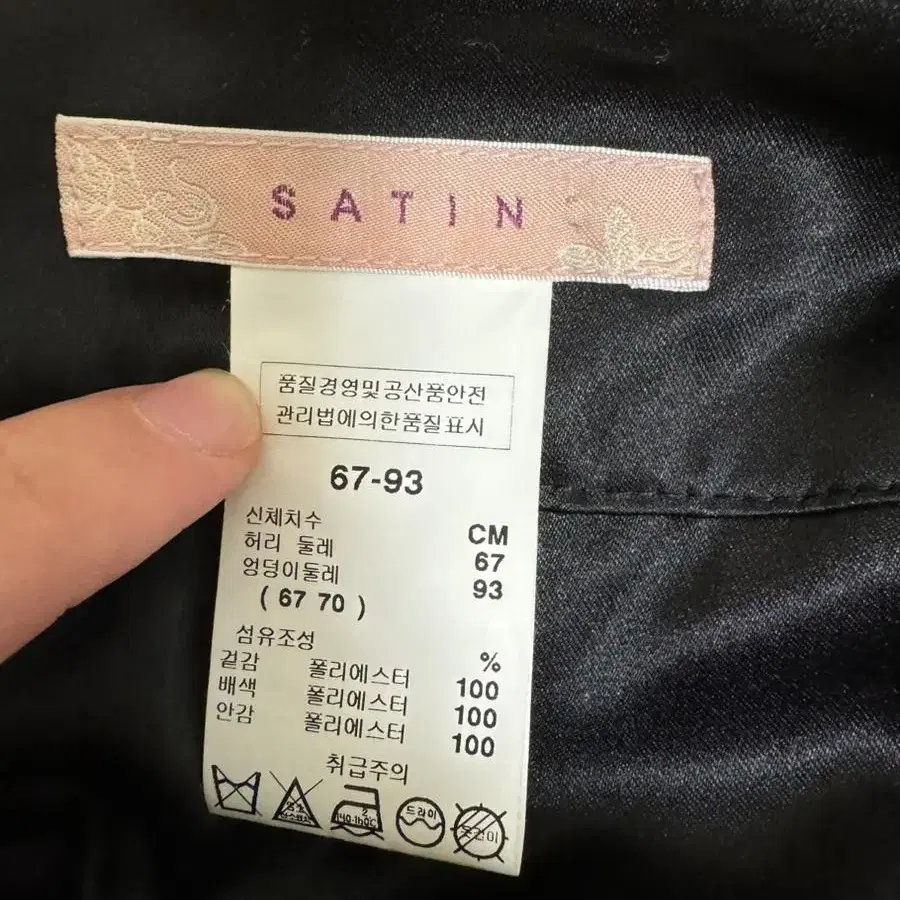 SATIN
품질경영및공산품안전
관리법에의한품질표시
67-93
신체치수 CM
허리 둘레 67
엉덩이둘레 93
( 67 70 )
섬유조성 %
겉감 폴리에스터 100
배색 폴리에스터 100
안감 폴리에스터 100
취급주의
드라이